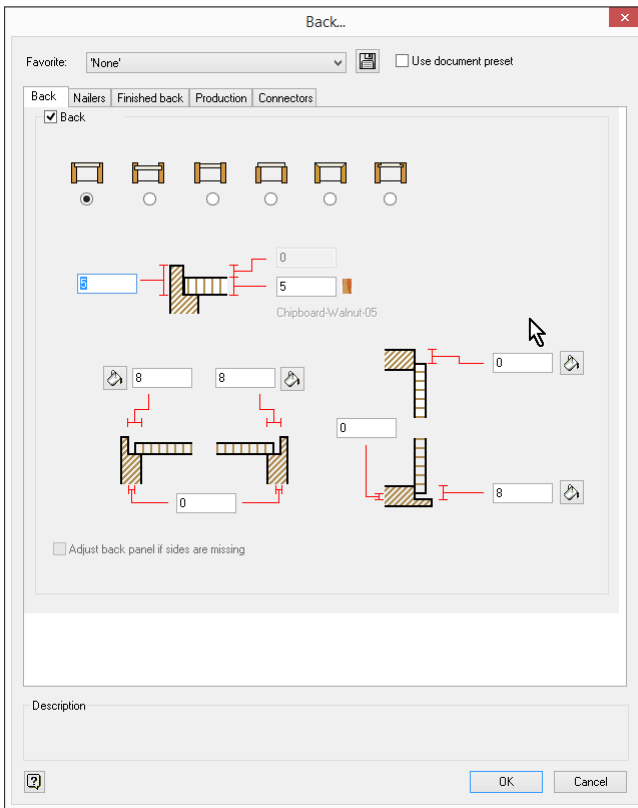 Back...
Favorite: 'None' Use document preset
Back Nailers Finished back Production Connectors
Back
0
5 5
Chipboard-Walnut-05
8 8
0
0
0
8
Adjust back panel if sides are missing
Description
OK Cancel